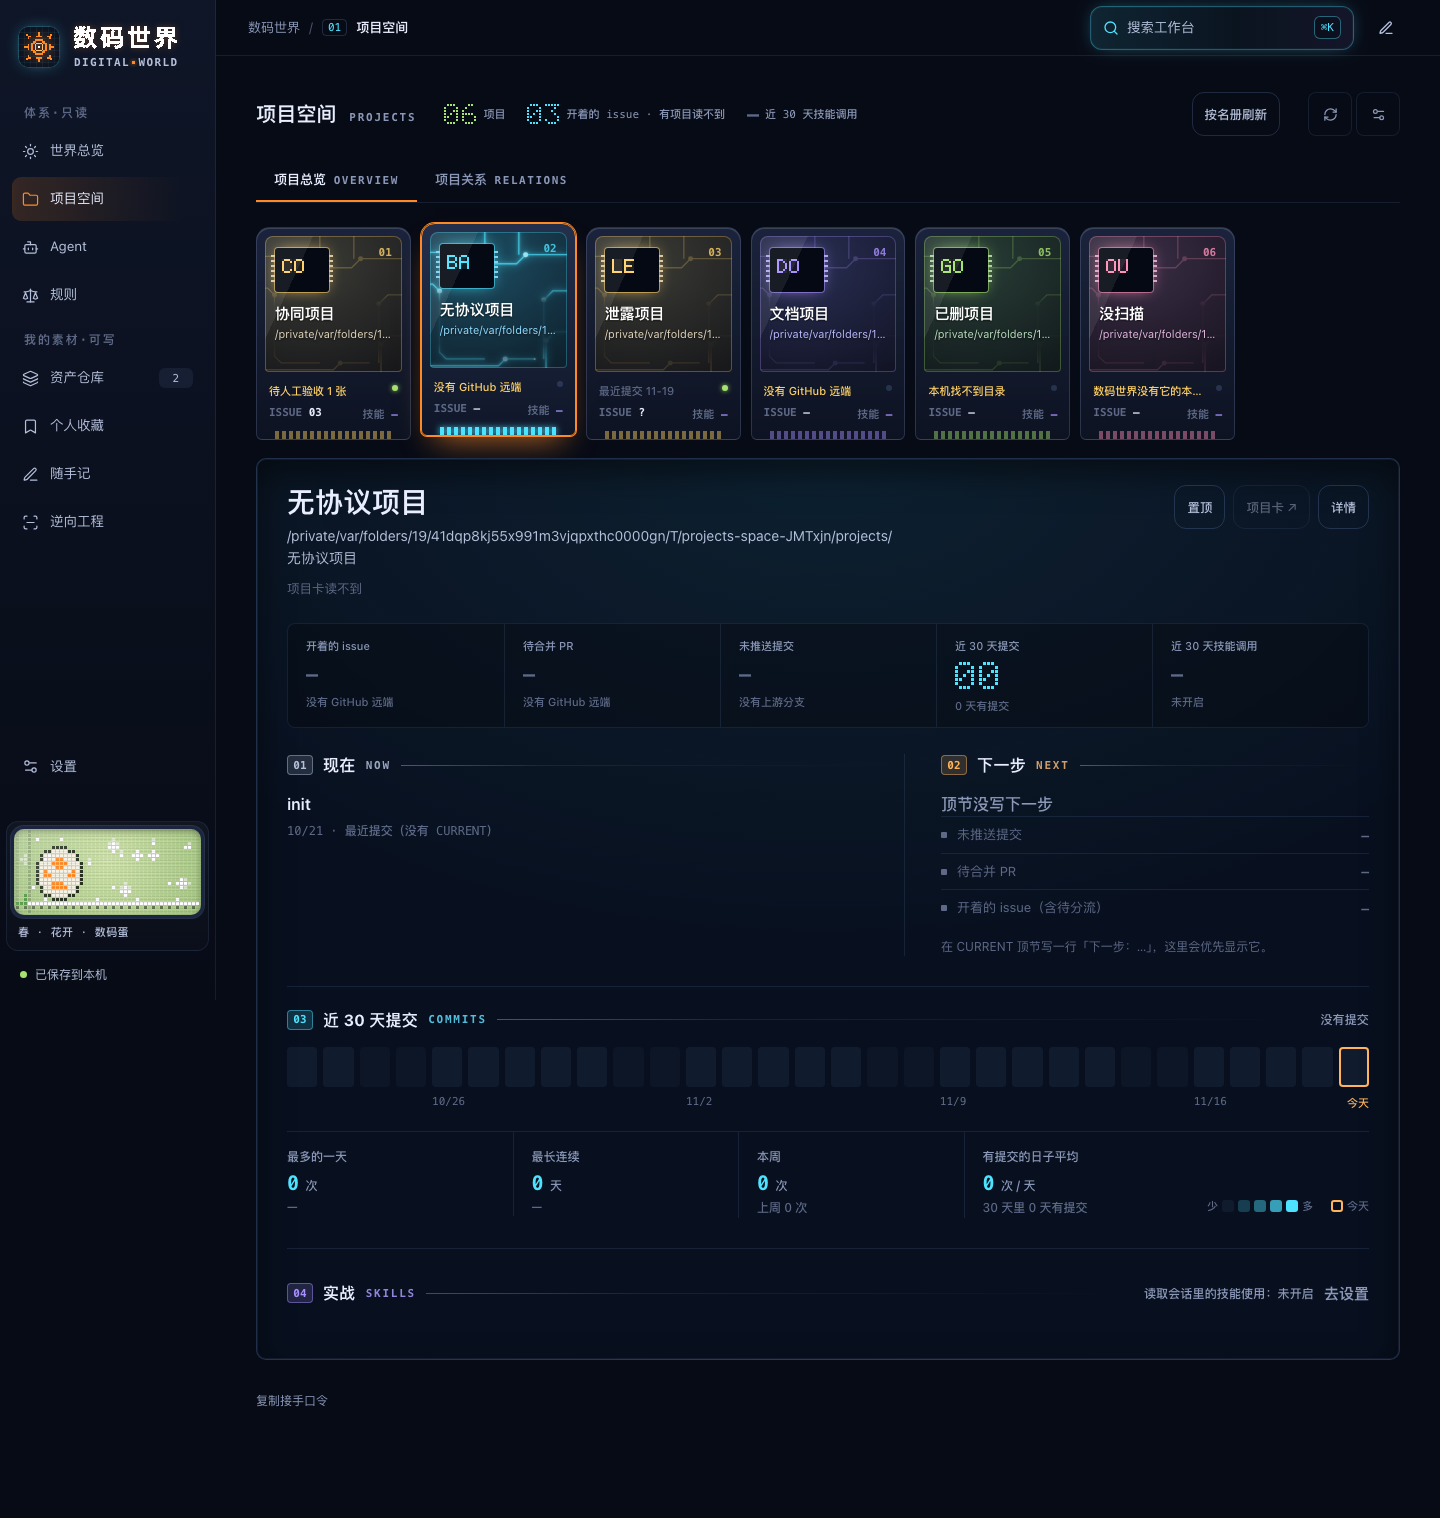 数码世界
DIGITAL WORLD
体系·只读
世界总览
项目空间
Agent
规则
我的素材·可写
资产仓库 2
个人收藏
随手记
逆向工程
设置
春 · 花开 · 数码蛋
已保存到本机
数码世界 / 01 项目空间
搜索工作台 ⌘K
项目空间 PROJECTS 06 项目 03 开着的 issue · 有项目读不到 — 近 30 天技能调用
按名册刷新
项目总览 OVERVIEW 项目关系 RELATIONS
CO 01
协同项目
/private/var/folders/1...
待人工验收 1 张
ISSUE 03 技能 —
BA 02
无协议项目
/private/var/folders/1...
没有 GitHub 远端
ISSUE — 技能 —
LE 03
泄露项目
/private/var/folders/1...
最近提交 11-19
ISSUE ? 技能 —
DO 04
文档项目
/private/var/folders/1...
没有 GitHub 远端
ISSUE — 技能 —
GO 05
已删项目
/private/var/folders/1...
本机找不到目录
ISSUE — 技能 —
OU 06
没扫描
/private/var/folders/1...
数码世界没有它的本...
ISSUE — 技能 —
无协议项目
置顶 项目卡 ↗ 详情
/private/var/folders/19/41dqp8kj55x991m3vjqpxthc0000gn/T/projects-space-JMTxjn/projects/
无协议项目
项目卡读不到
开着的 issue
—
没有 GitHub 远端
待合并 PR
—
没有 GitHub 远端
未推送提交
—
没有上游分支
近 30 天提交
00
0 天有提交
近 30 天技能调用
—
未开启
01 现在 NOW
init
10/21 · 最近提交（没有 CURRENT）
02 下一步 NEXT
顶节没写下一步
未推送提交 —
待合并 PR —
开着的 issue（含待分流） —
在 CURRENT 顶节写一行「下一步：…」，这里会优先显示它。
03 近 30 天提交 COMMITS 没有提交
10/26 11/2 11/9 11/16 今天
最多的一天
0 次
—
最长连续
0 天
—
本周
0 次
上周 0 次
有提交的日子平均
0 次 / 天
30 天里 0 天有提交
少 多 今天
04 实战 SKILLS 读取会话里的技能使用：未开启 去设置
复制接手口令